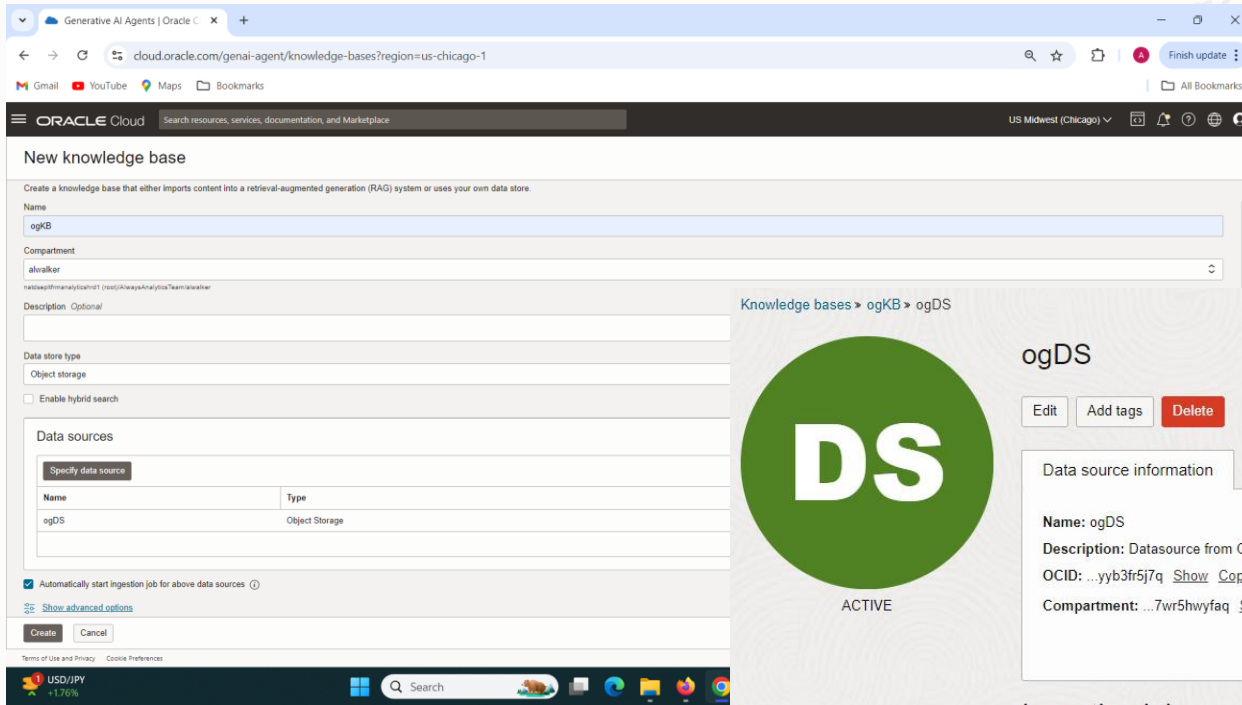 Generative AI Agents | Oracle C
cloud.oracle.com/genai-agent/knowledge-bases?region=us-chicago-1
A
Finish update
Gmail
YouTube
Maps
Bookmarks
All Bookmarks
ORACLE Cloud
Search resources, services, documentation, and Marketplace
US Midwest (Chicago)
New knowledge base
Create a knowledge base that either imports content into a retrieval-augmented generation (RAG) system or uses your own data store.
Name
ogKB
Compartment
alwalker
(root)/AlwaysAnalyticsTeam/alwalker
Description Optional
Data store type
Object storage
Enable hybrid search
Data sources
Specify data source
Name Type
ogDS Object Storage
Automatically start ingestion job for above data sources
Show advanced options
Create Cancel
Terms of Use and Privacy Cookie Preferences
1
USD/JPY
+1.76%
Search
Knowledge bases » ogKB » ogDS
DS
ACTIVE
ogDS
Edit Add tags Delete
Data source information
Name: ogDS
Description: Datasource from
OCID: ...yyb3fr5j7q Show Cop
Compartment: ...7wr5hwyfaq